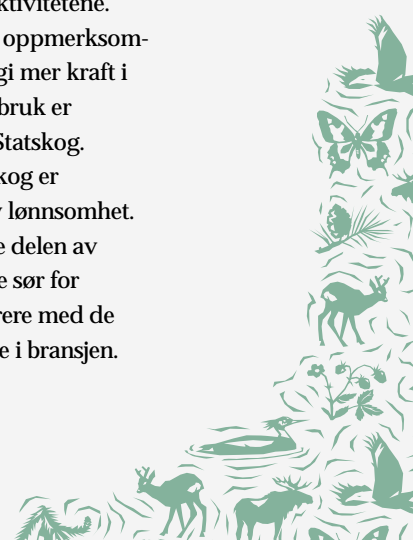 ktivitetene.
oppmerksom-
gi mer kraft i
bruk er
Statskog.
kog er
v lønnsomhet.
e delen av
e sør for
rere med de
e i bransjen.